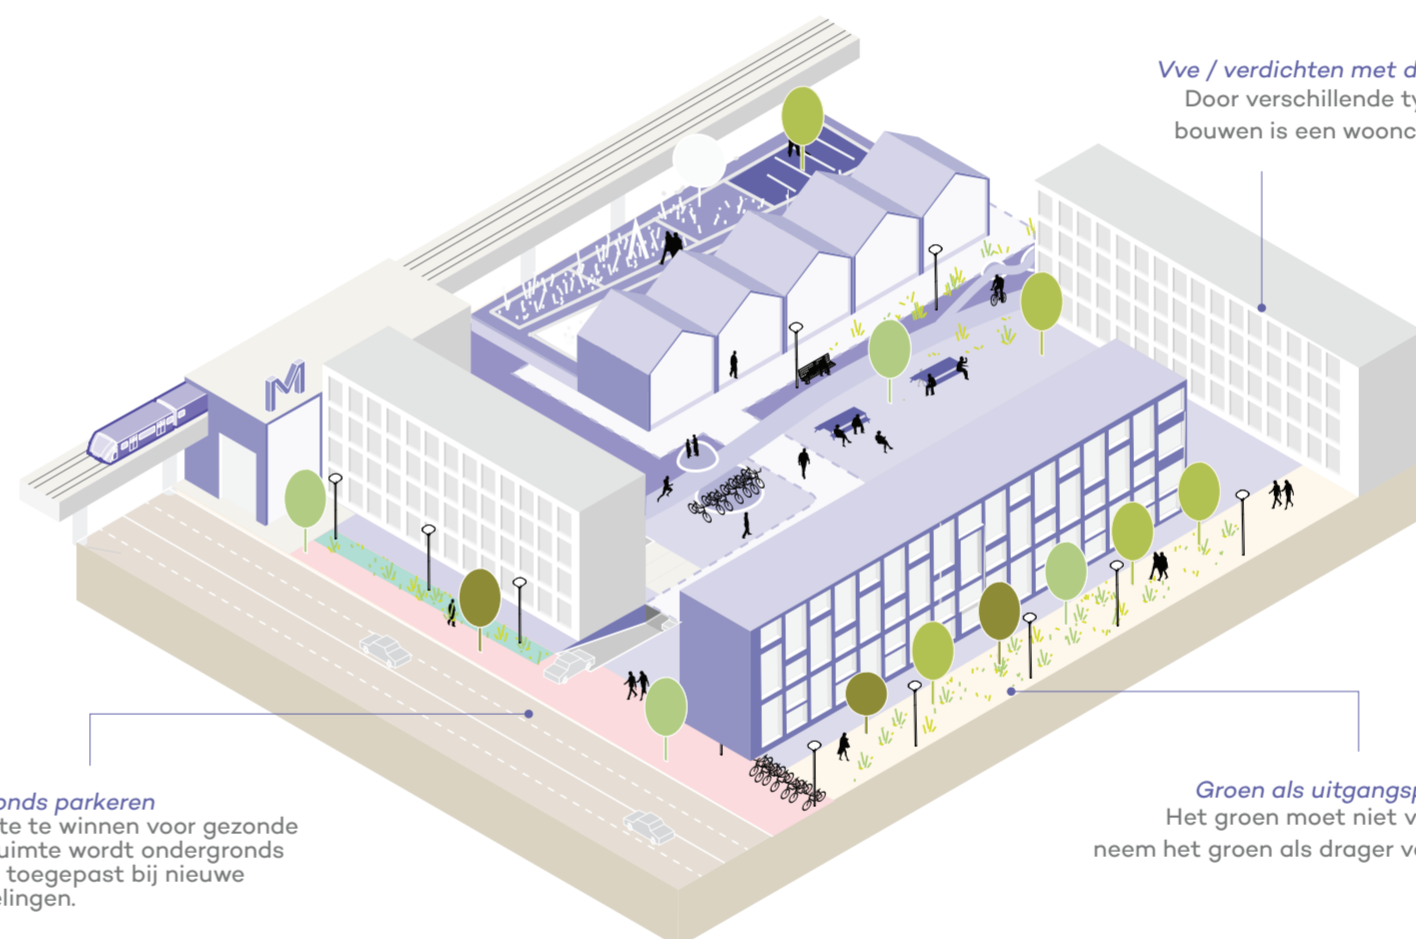 Vve / verdichten met d
Door verschillende ty
bouwen is een woonc
M
onds parkeren
te te winnen voor gezonde
uimte wordt ondergronds
toegepast bij nieuwe
elingen.
Groen als uitgangsp
Het groen moet niet v
neem het groen als drager v